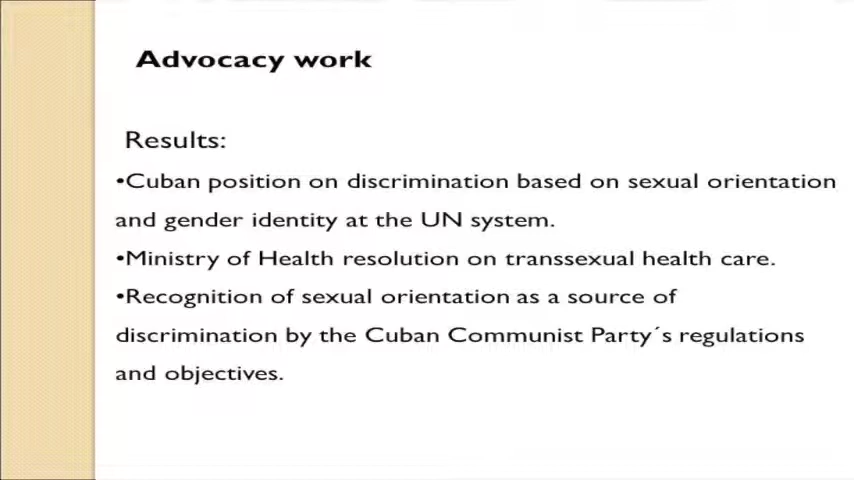 Advocacy work
Results:
•Cuban position on discrimination based on sexual orientation
and gender identity at the UN system.
•Ministry of Health resolution on transsexual health care.
•Recognition of sexual orientation as a source of
discrimination by the Cuban Communist Party´s regulations
and objectives.